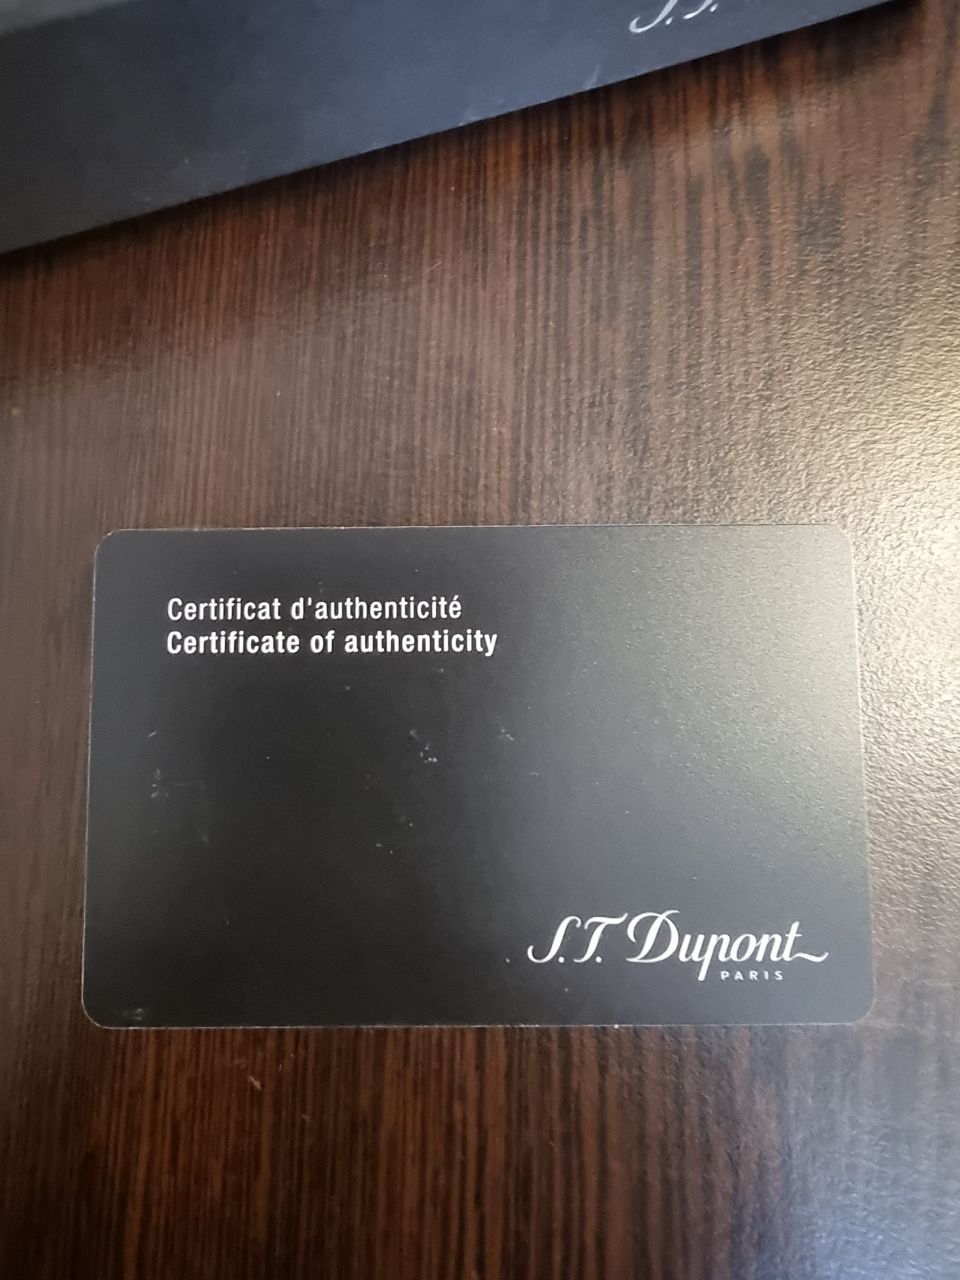 S.T.
Certificat d'authenticité
Certificate of authenticity
S.T. Dupont
PARIS